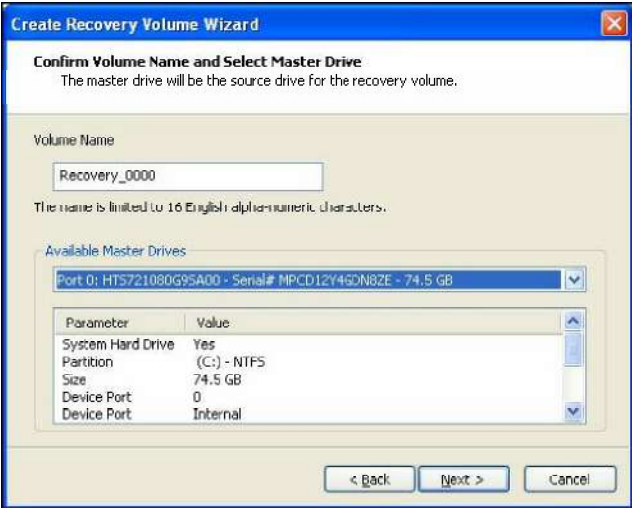 Create Recovery Volume Wizard
Confirm Volume Name and Select Master Drive
The master drive will be the source drive for the recovery volume.
Volume Name
Recovery_0000
The name is limited to 16 English alpha-numeric characters.
Available Master Drives
Port 0: HTS721080G9SA00 - Serial# MPCD12Y4GDN8ZE - 74.5 GB
Parameter Value
System Hard Drive Yes
Partition (C:) - NTFS
Size 74.5 GB
Device Port 0
Device Port Internal
< Back Next > Cancel